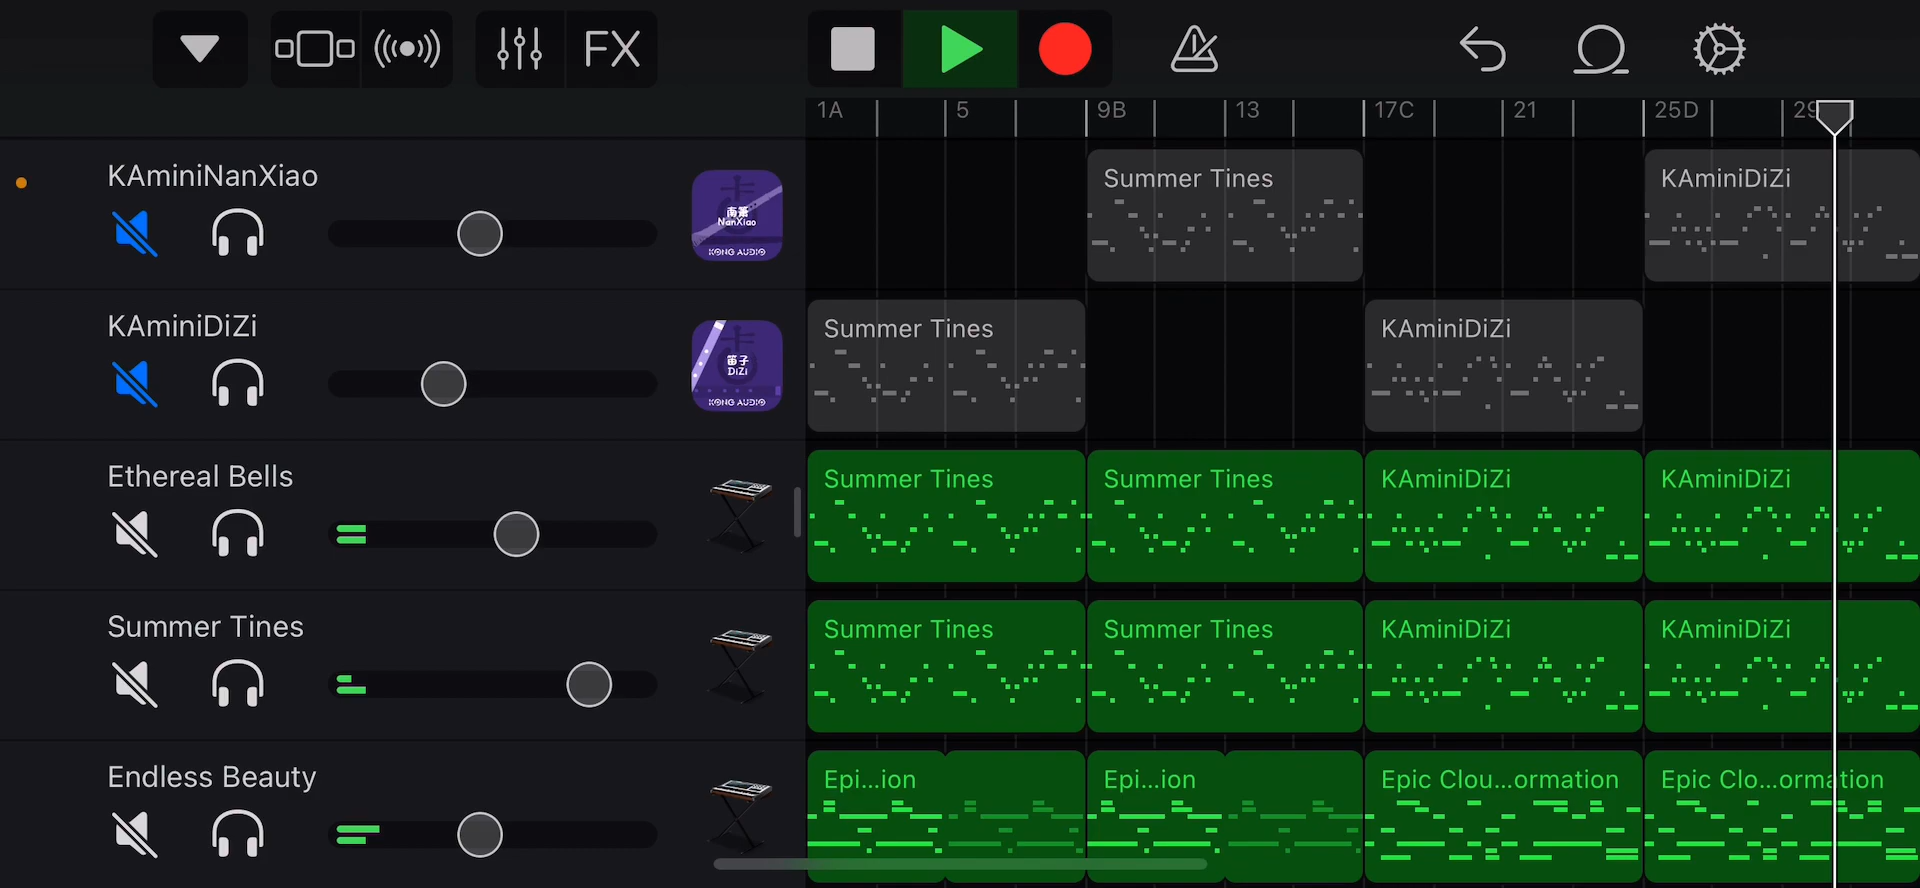 FX
1A 5 9B 13 17C 21 25D 29
KAminiNanXiao
南簫
NanXiao
KONG AUDIO
Summer Tines
KAminiDiZi
KAminiDiZi
笛子
DiZi
KONG AUDIO
Summer Tines
KAminiDiZi
Ethereal Bells
Summer Tines
Summer Tines
KAminiDiZi
KAminiDiZi
Summer Tines
Summer Tines
Summer Tines
KAminiDiZi
KAminiDiZi
Endless Beauty
Epi...ion
Epi...ion
Epic Clou...ormation
Epic Clo...ormation